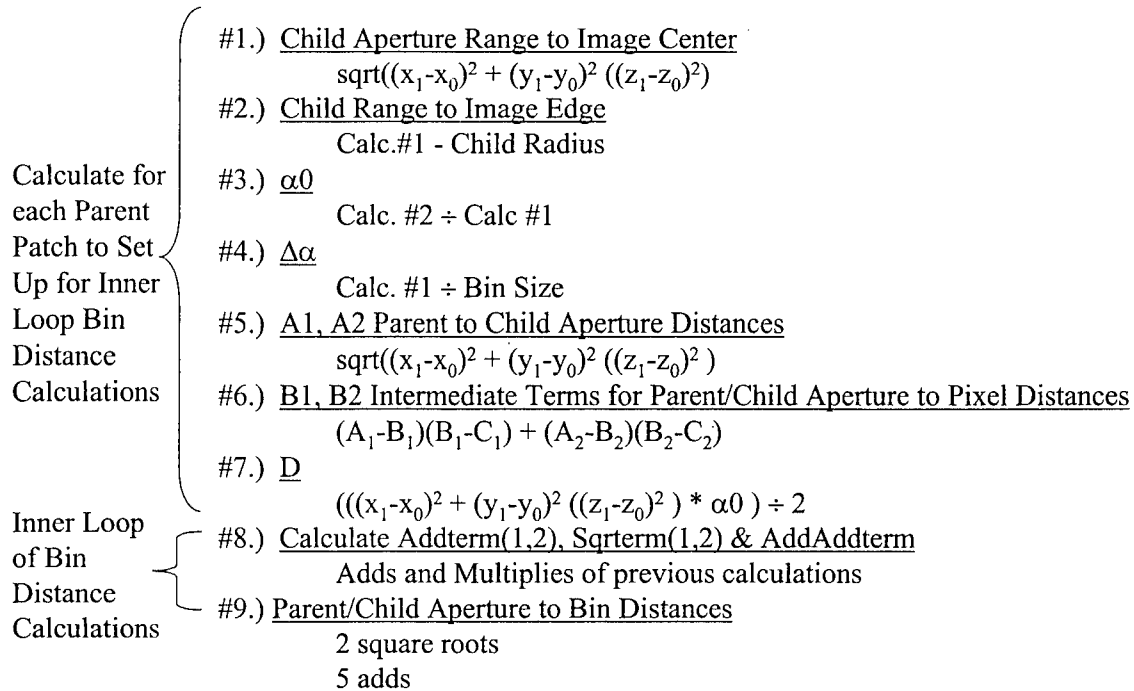 #1.) Child Aperture Range to Image Center
sqrt((x₁-x₀)² + (y₁-y₀)² ((z₁-z₀)²)
#2.) Child Range to Image Edge
Calc.#1 - Child Radius
Calculate for
each Parent
Patch to Set
Up for Inner
Loop Bin
Distance
Calculations
#3.) α0
Calc. #2 ÷ Calc #1
#4.) Δα
Calc. #1 ÷ Bin Size
#5.) A1, A2 Parent to Child Aperture Distances
sqrt((x₁-x₀)² + (y₁-y₀)² ((z₁-z₀)² )
#6.) B1, B2 Intermediate Terms for Parent/Child Aperture to Pixel Distances
(A₁-B₁)(B₁-C₁) + (A₂-B₂)(B₂-C₂)
#7.) D
(((x₁-x₀)² + (y₁-y₀)² ((z₁-z₀)² ) * α0 ) ÷ 2
Inner Loop
of Bin
Distance
Calculations
#8.) Calculate Addterm(1,2), Sqrterm(1,2) & AddAddterm
Adds and Multiplies of previous calculations
#9.) Parent/Child Aperture to Bin Distances
2 square roots
5 adds